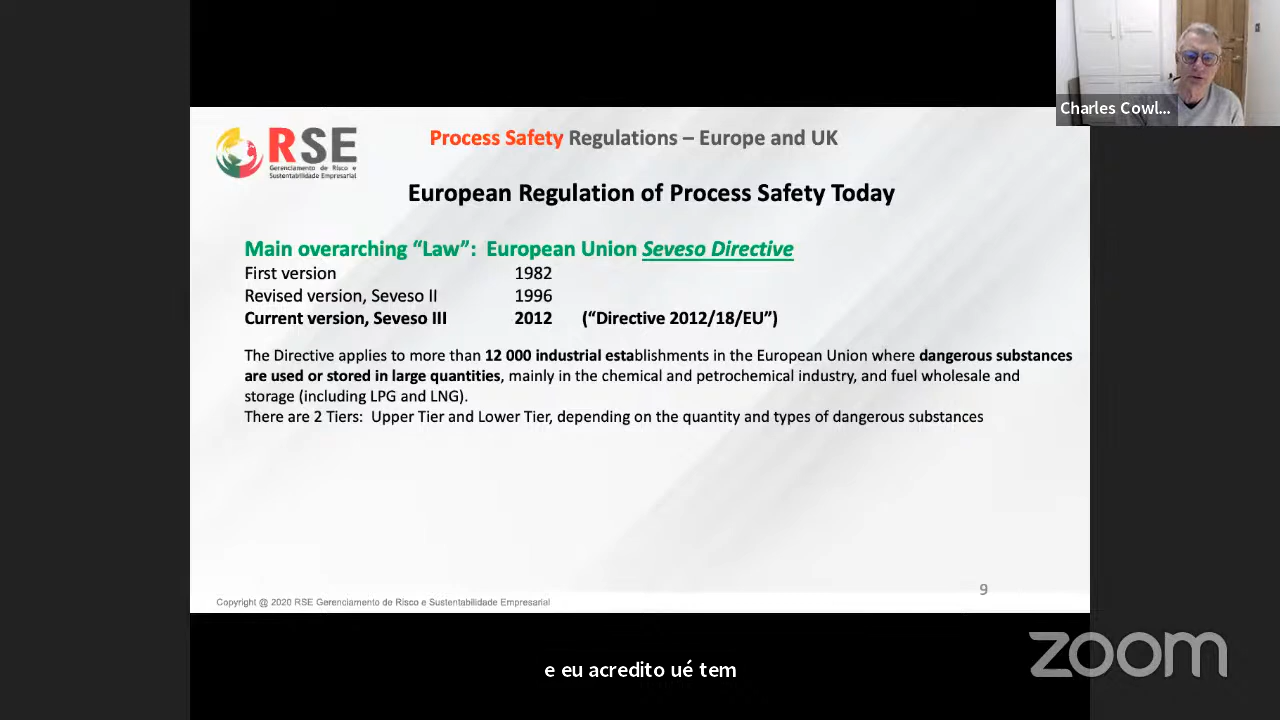 Charles Cowl...
RSE
Gerenciamento de Risco e
Sustentabilidade Empresarial
Process Safety Regulations – Europe and UK
European Regulation of Process Safety Today
Main overarching “Law”: European Union Seveso Directive
First version 1982
Revised version, Seveso II 1996
Current version, Seveso III 2012 (“Directive 2012/18/EU”)
The Directive applies to more than 12 000 industrial establishments in the European Union where dangerous substances
are used or stored in large quantities, mainly in the chemical and petrochemical industry, and fuel wholesale and
storage (including LPG and LNG).
There are 2 Tiers: Upper Tier and Lower Tier, depending on the quantity and types of dangerous substances
9
Copyright @ 2020 RSE Gerenciamento de Risco e Sustentabilidade Empresarial
e eu acredito ué tem
zoom